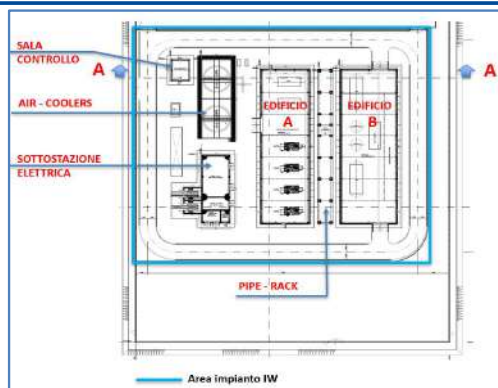 SALA
CONTROLLO
A
A
AIR - COOLERS
EDIFICIO
A
EDIFICIO
B
SOTTOSTAZIONE
ELETTRICA
PIPE - RACK
Area impianto IW